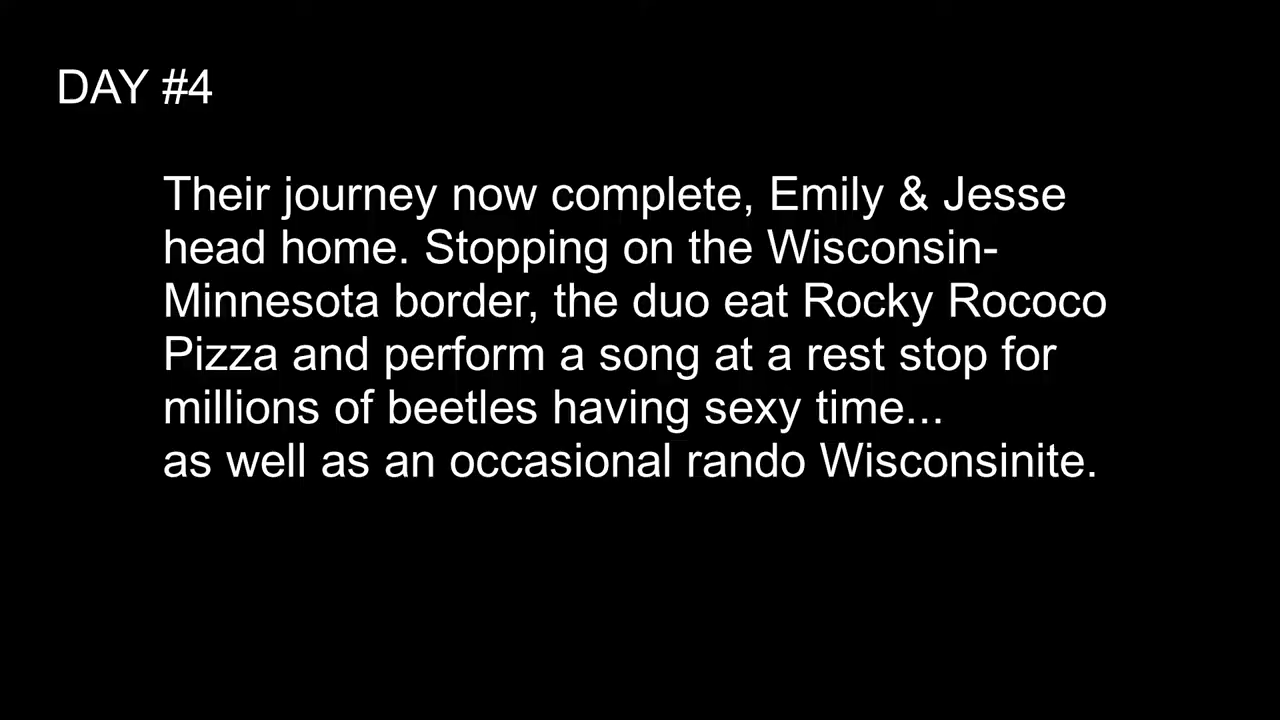 DAY #4
Their journey now complete, Emily & Jesse
head home. Stopping on the Wisconsin-
Minnesota border, the duo eat Rocky Rococo
Pizza and perform a song at a rest stop for
millions of beetles having sexy time...
as well as an occasional rando Wisconsinite.